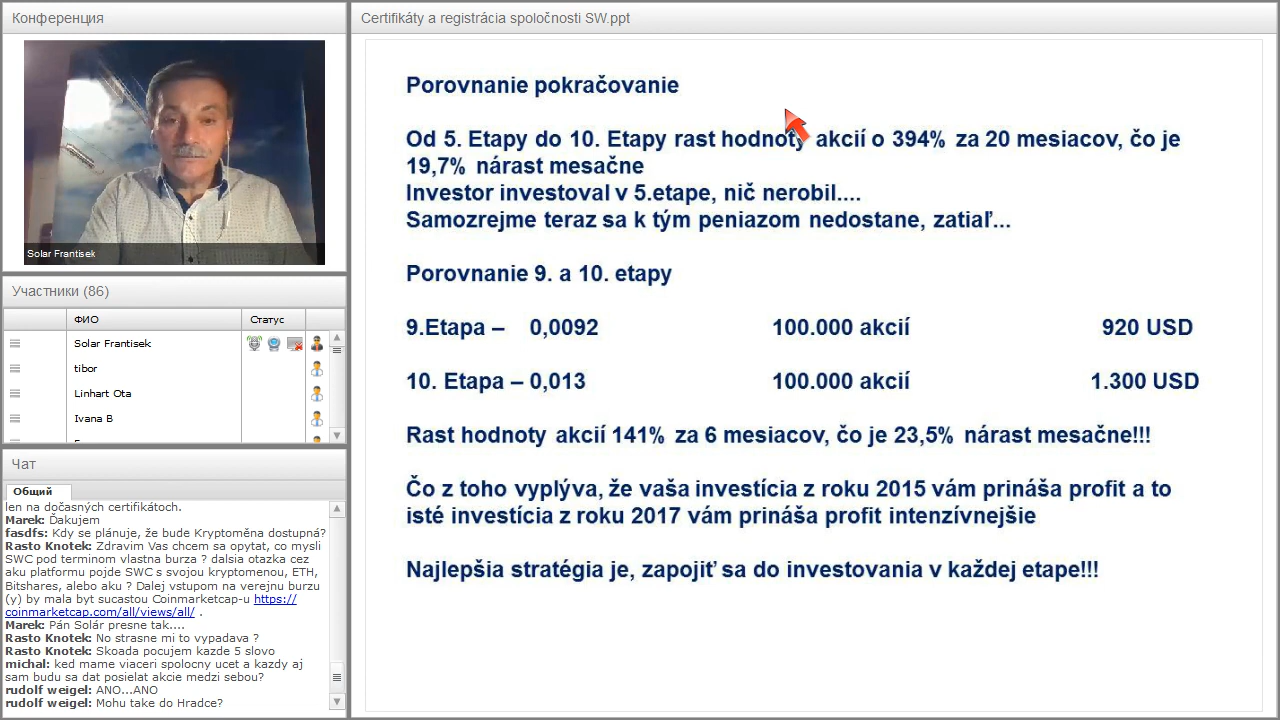 Конференция
Solar Frantisek
Участники (86)
ФИО
Статус
Solar Frantisek
tibor
Linhart Ota
Ivana B
Чат
Общий
len na dočasných certifikátoch.
Marek: Ďakujem
fasdfs: Kdy se plánuje, že bude Kryptoměna dostupná?
Rasto Knotek: Zdravim Vas chcem sa opytat, co mysli
SWC pod terminom vlastna burza ? dalsia otazka cez
aku platformu pojde SWC s svojou kryptomenou, ETH,
Bitshares, alebo aku ? Dalej vstupom na verejnu burzu
(y) by mala byt sucastou Coinmarketcap-u https://
coinmarketcap.com/all/views/all/ .
Marek: Pán Solár presne tak....
Rasto Knotek: No strasne mi to vypadava ?
Rasto Knotek: Skoada pocujem kazde 5 slovo
michal: ked mame viaceri spolocny ucet a kazdy aj
sam budu sa dat posielat akcie medzi sebou?
rudolf weigel: ANO...ANO
rudolf weigel: Mohu take do Hradce?
Certifikáty a registrácia spoločnosti SW.ppt
Porovnanie pokračovanie
Od 5. Etapy do 10. Etapy rast hodnoty akcií o 394% za 20 mesiacov, čo je
19,7% nárast mesačne
Investor investoval v 5.etape, nič nerobil....
Samozrejme teraz sa k tým peniazom nedostane, zatiaľ...
Porovnanie 9. a 10. etapy
9.Etapa – 0,0092 100.000 akcií 920 USD
10. Etapa – 0,013 100.000 akcií 1.300 USD
Rast hodnoty akcií 141% za 6 mesiacov, čo je 23,5% nárast mesačne!!!
Čo z toho vyplýva, že vaša investícia z roku 2015 vám prináša profit a to
isté investícia z roku 2017 vám prináša profit intenzívnejšie
Najlepšia stratégia je, zapojiť sa do investovania v každej etape!!!